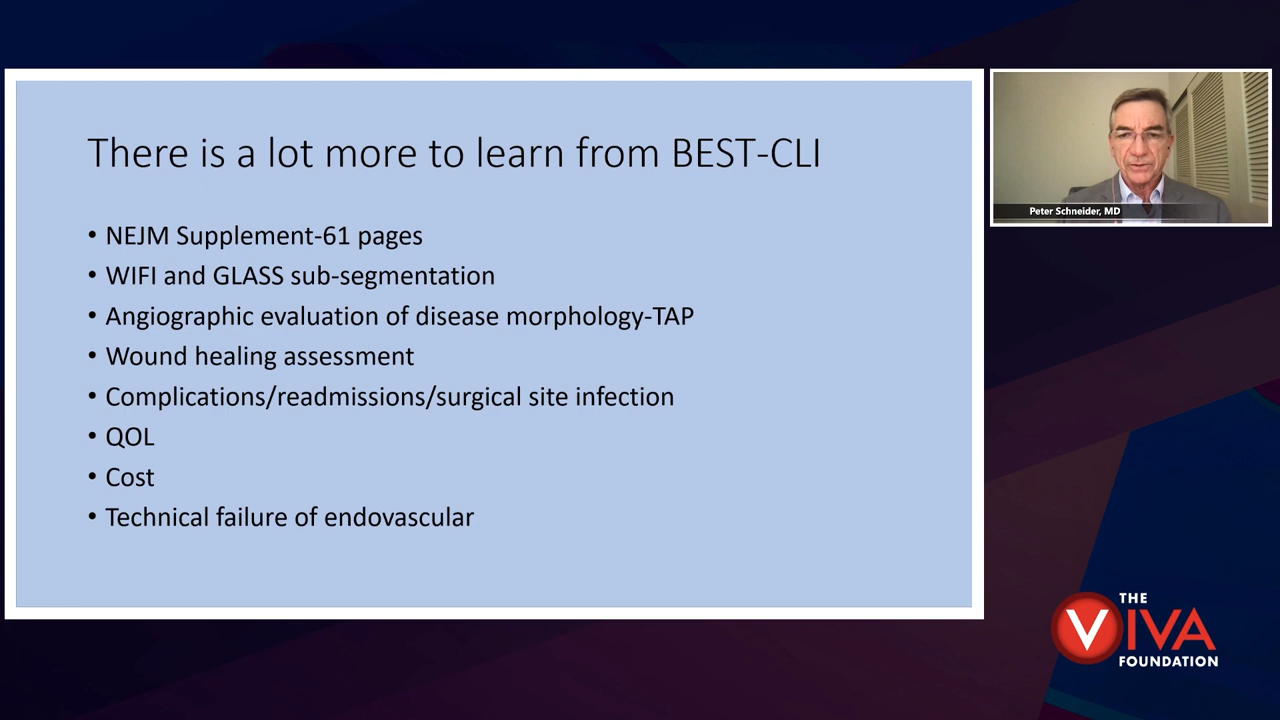 There is a lot more to learn from BEST-CLI
• NEJM Supplement-61 pages
• WIFI and GLASS sub-segmentation
• Angiographic evaluation of disease morphology-TAP
• Wound healing assessment
• Complications/readmissions/surgical site infection
• QOL
• Cost
• Technical failure of endovascular
Peter Schneider, MD
THE
VIVA
FOUNDATION